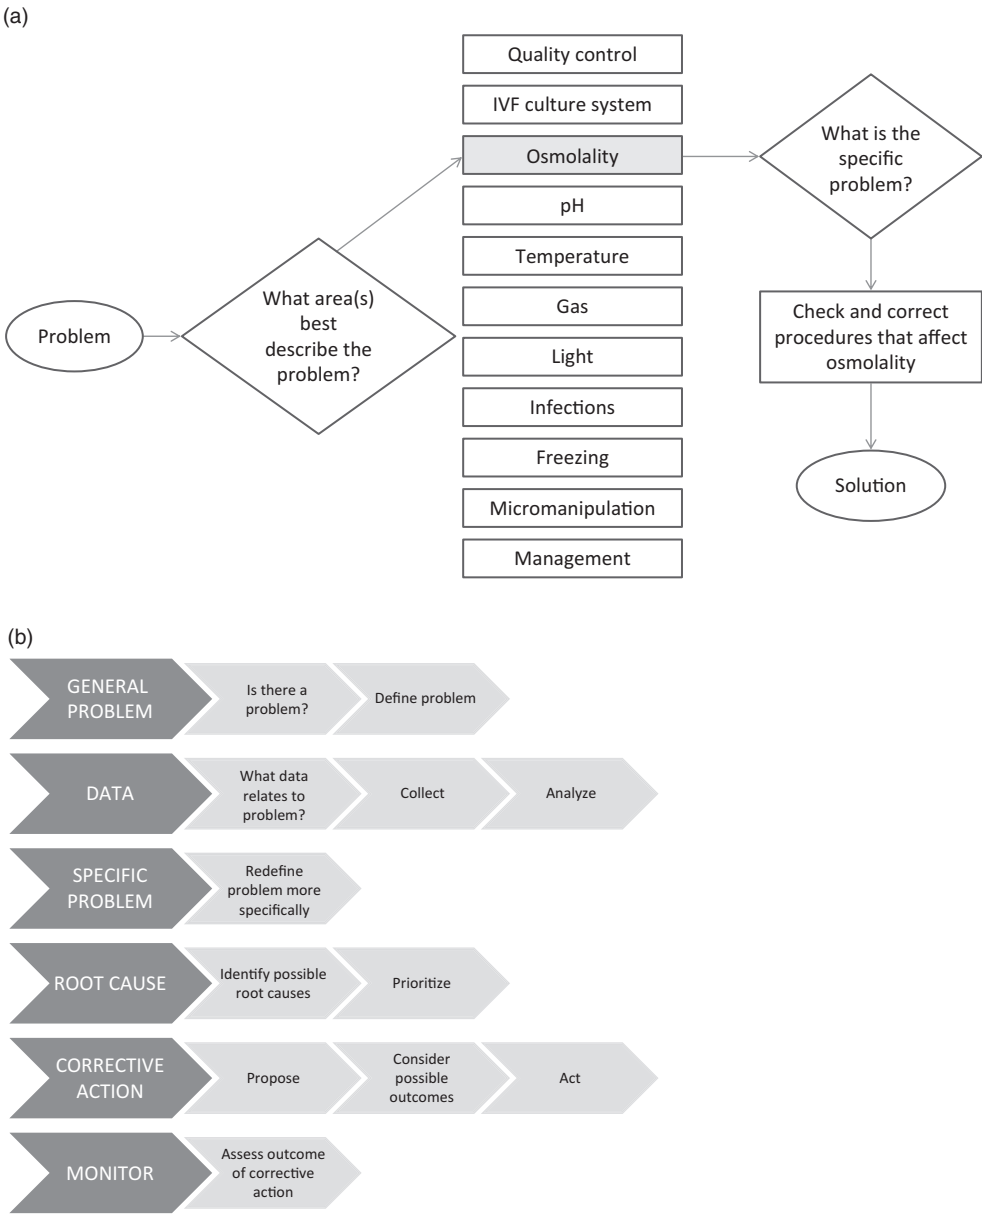 (a)
Problem
What area(s)
best
describe the
problem?
Quality control
IVF culture system
Osmolality
pH
Temperature
Gas
Light
Infections
Freezing
Micromanipulation
Management
What is the
specific
problem?
Check and correct
procedures that affect
osmolality
Solution
(b)
GENERAL
PROBLEM
Is there a
problem?
Define problem
DATA
What data
relates to
problem?
Collect
Analyze
SPECIFIC
PROBLEM
Redefine
problem more
specifically
ROOT CAUSE
Identify possible
root causes
Prioritize
CORRECTIVE
ACTION
Propose
Consider
possible
outcomes
Act
MONITOR
Assess outcome
of corrective
action